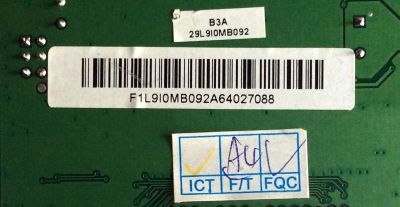 B3A
29L9I0MB092
F1L9I0MB092A64027088
ICT F/T FQC